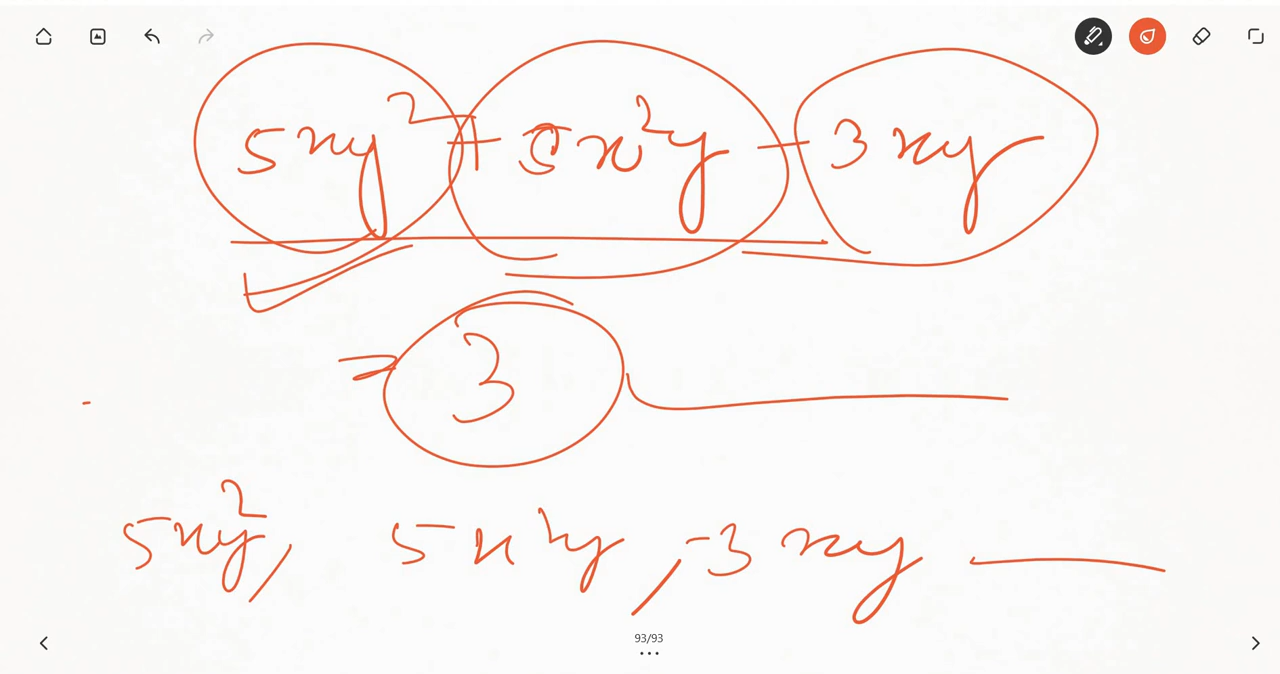 5xy² + 5x²y - 3xy
= 3
5xy², 5x²y, -3xy
93/93